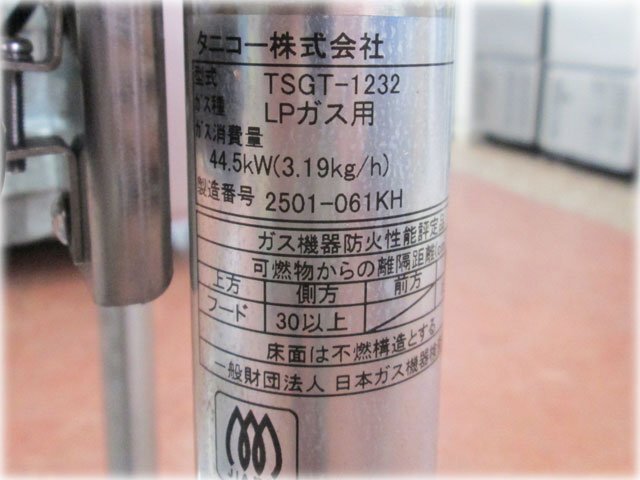 タニコー株式会社
型式 TSGT-1232
ガス種 LPガス用
ガス消費量
44.5kW(3.19kg/h)
製造番号 2501-061KH
ガス機器防火性能評定品
可燃物からの離隔距離
上方 側方 前方
フード 30以上
床面は不燃構造とする
一般財団法人 日本ガス機器検